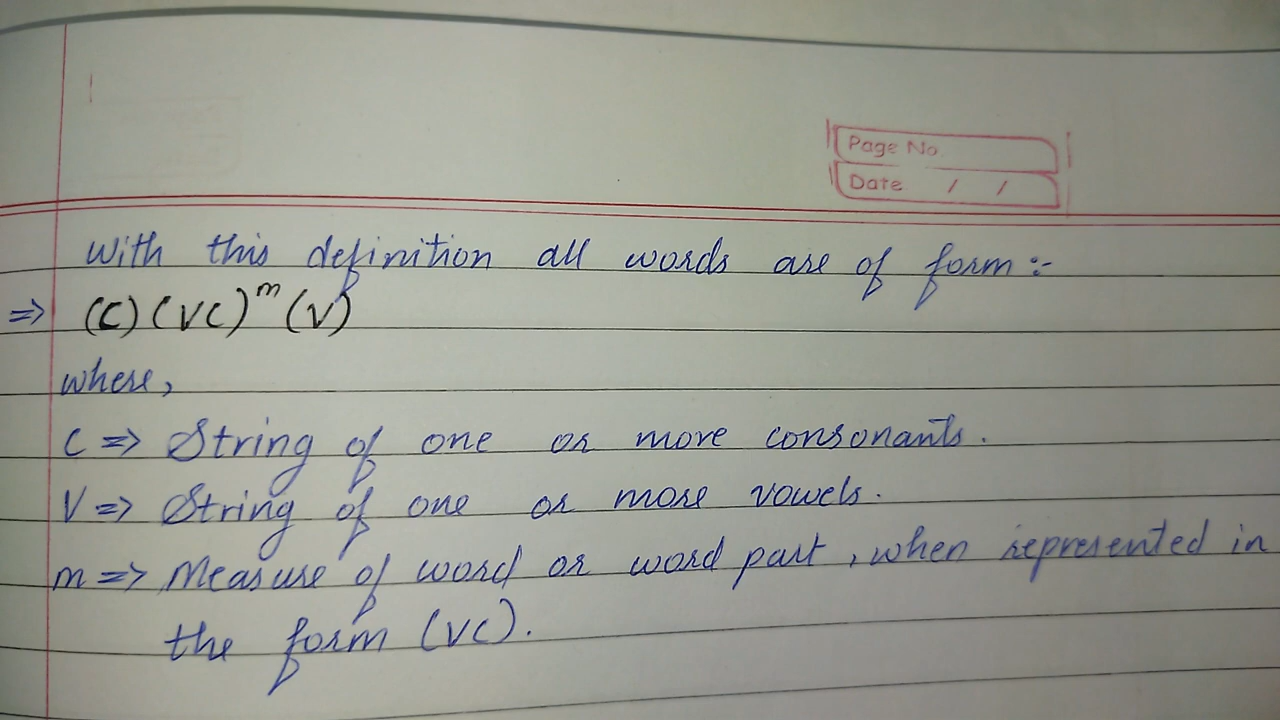 Page No.
Date / /
With this definition all words are of form :-
=> (C) (VC)^m (V)
where,
C => String of one or more consonants.
V => String of one or more vowels.
m => Measure of word or word part, when represented in
the form (VC).